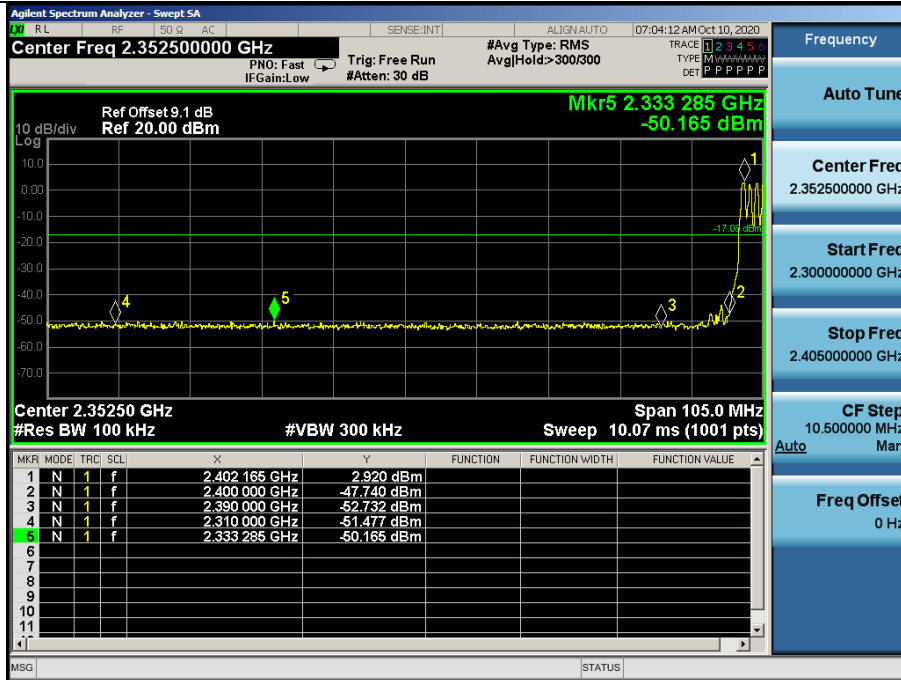 Agilent Spectrum Analyzer - Swept SA
LXI RL RF 50 Ω AC SENSE:INT ALIGN AUTO 07:04:12 AM Oct 10, 2020
Center Freq 2.352500000 GHz
PNO: Fast
IFGain:Low
Trig: Free Run
#Atten: 30 dB
#Avg Type: RMS
Avg|Hold:>300/300
TRACE 1 2 3 4 5 6
TYPE M
DET P P P P P P
Ref Offset 9.1 dB
Ref 20.00 dBm
10 dB/div
Log
Mkr5 2.333 285 GHz
-50.165 dBm
10.0
0.00
-10.0
-20.0
-30.0
-40.0
-50.0
-60.0
-70.0
1
-17.06 dBm
4
5
3
2
Center 2.35250 GHz
Span 105.0 MHz
#Res BW 100 kHz
#VBW 300 kHz
Sweep 10.07 ms (1001 pts)
MKR MODE TRC SCL X Y FUNCTION FUNCTION WIDTH FUNCTION VALUE
1 N 1 f 2.402 165 GHz 2.920 dBm
2 N 1 f 2.400 000 GHz -47.740 dBm
3 N 1 f 2.390 000 GHz -52.732 dBm
4 N 1 f 2.310 000 GHz -51.477 dBm
5 N 1 f 2.333 285 GHz -50.165 dBm
6
7
8
9
10
11
MSG
STATUS
Frequency
Auto Tune
Center Freq
2.352500000 GHz
Start Freq
2.300000000 GHz
Stop Freq
2.405000000 GHz
CF Step
10.500000 MHz
Auto Man
Freq Offset
0 Hz